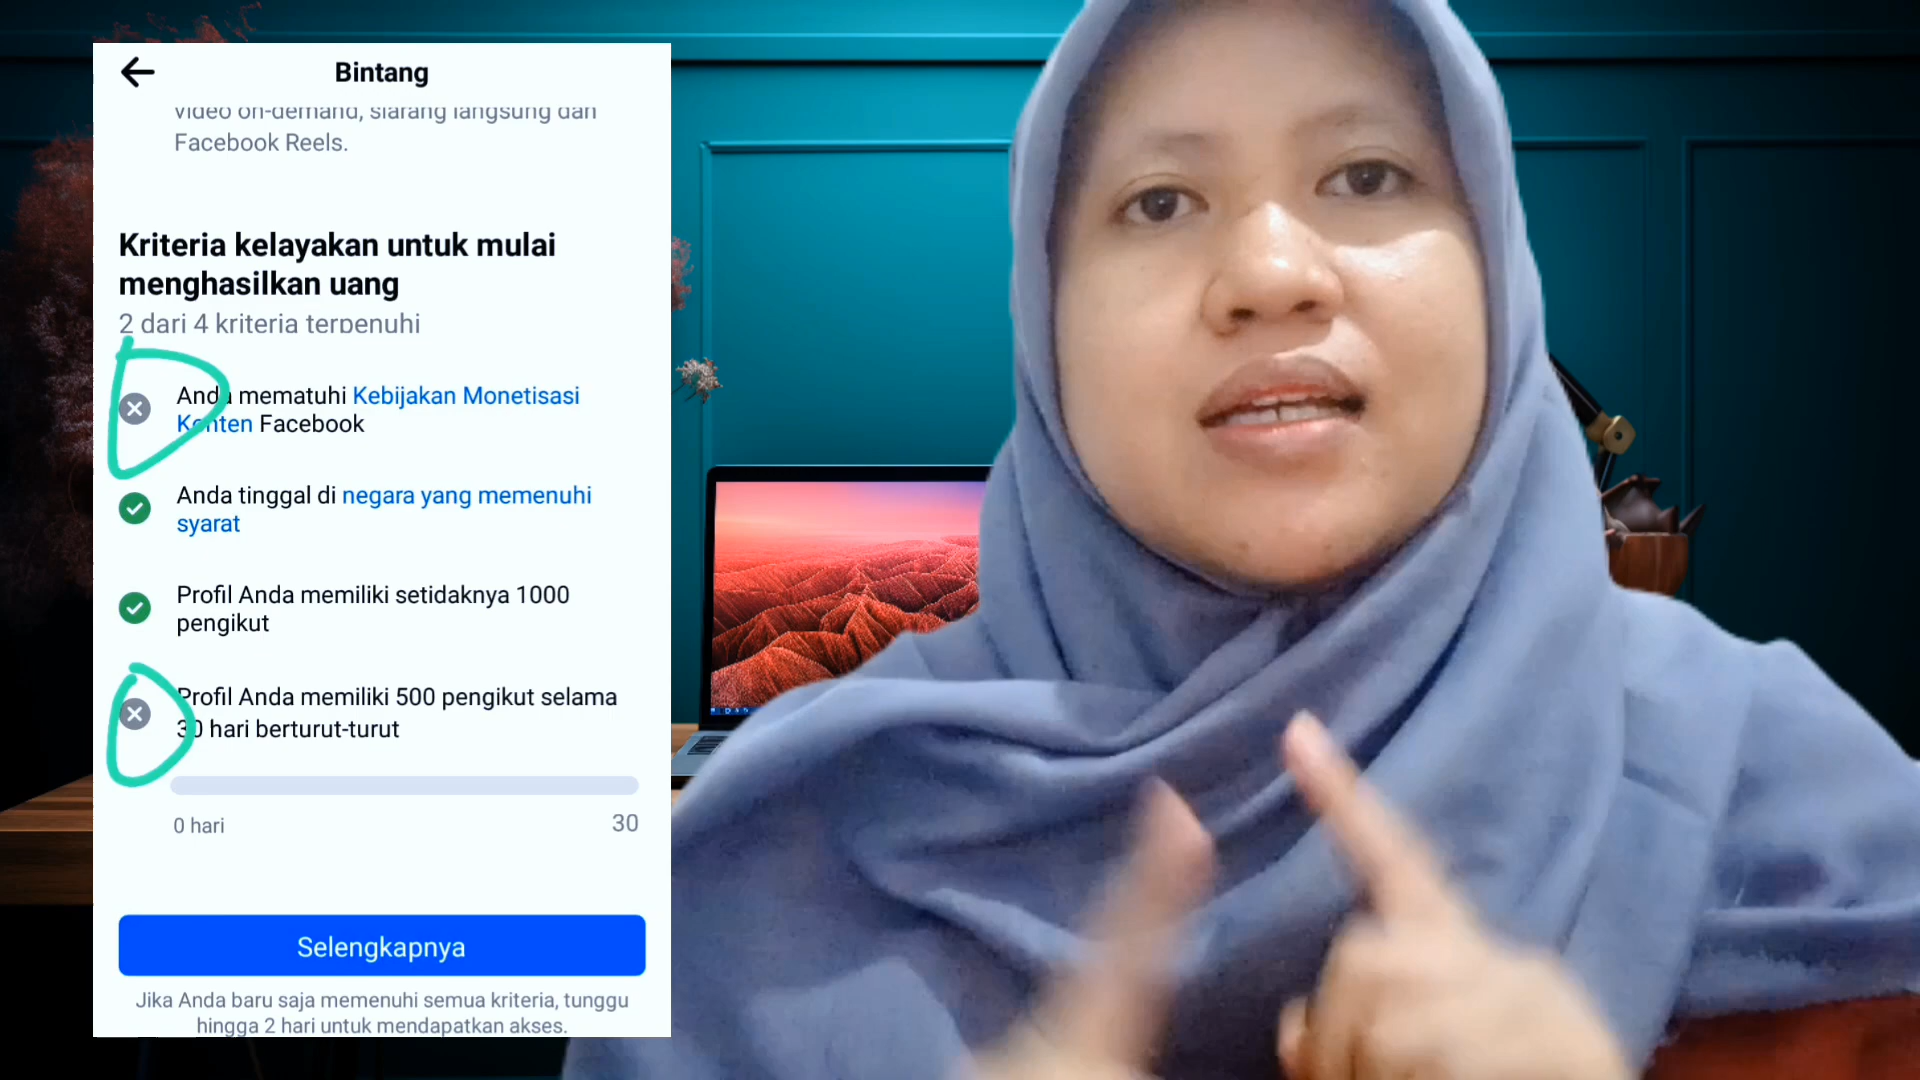 Bintang
video on-demand, siarang langsung dan
Facebook Reels.
Kriteria kelayakan untuk mulai
menghasilkan uang
2 dari 4 kriteria terpenuhi
Anda mematuhi Kebijakan Monetisasi
Konten Facebook
Anda tinggal di negara yang memenuhi
syarat
Profil Anda memiliki setidaknya 1000
pengikut
Profil Anda memiliki 500 pengikut selama
30 hari berturut-turut
0 hari
30
Selengkapnya
Jika Anda baru saja memenuhi semua kriteria, tunggu
hingga 2 hari untuk mendapatkan akses.